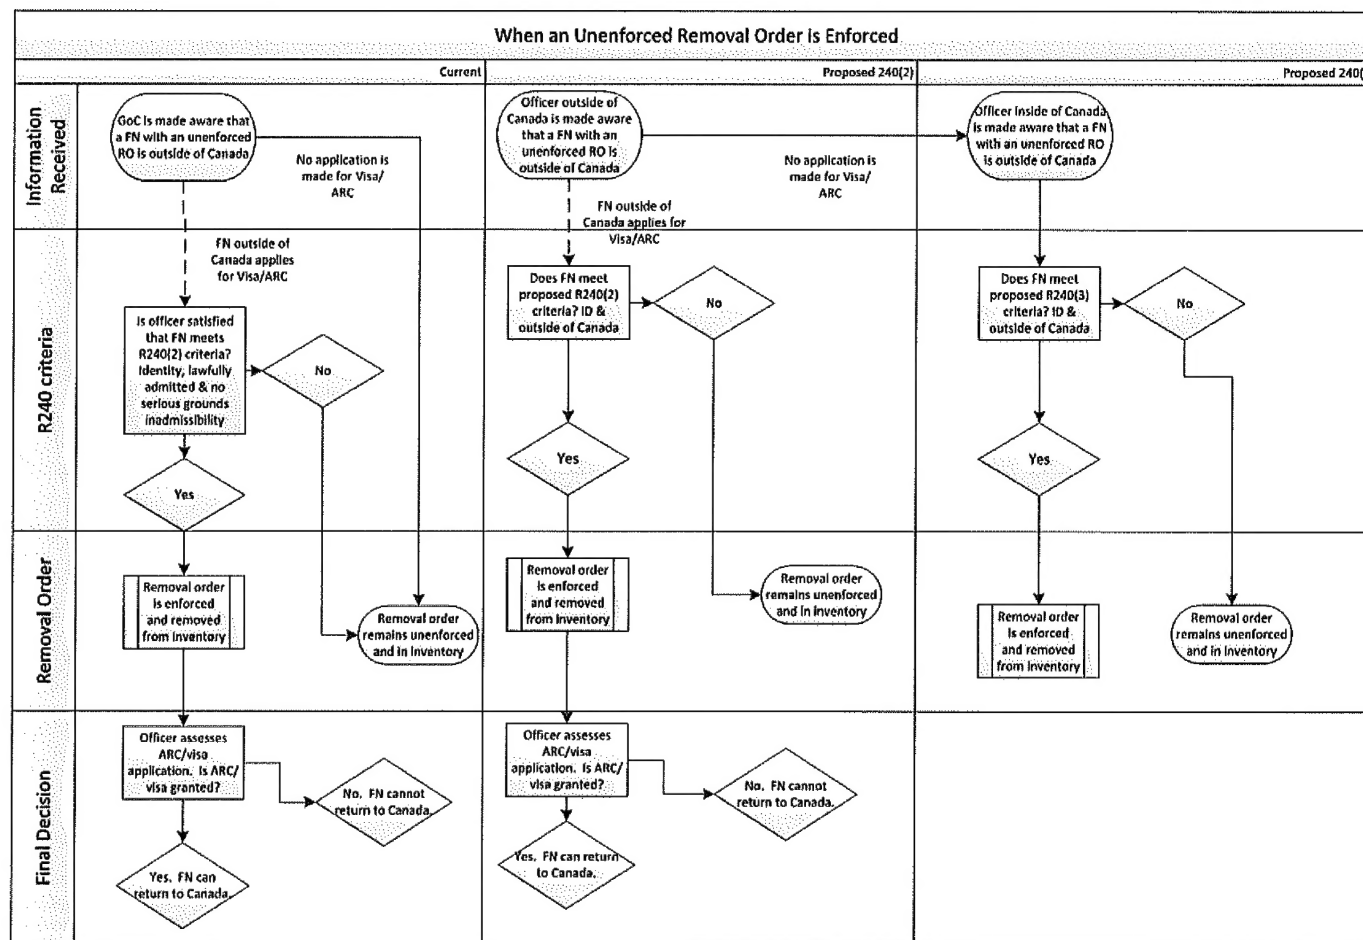 When an Unenforced Removal Order is Enforced
Current
Proposed 240(2)
Proposed 240(
Information
Received
GoC is made aware that
a FN with an unenforced
RO is outside of Canada
No application is
made for Visa/
ARC
FN outside of
Canada applies
for Visa/ARC
Officer outside of
Canada is made aware
that a FN with an
unenforced RO is
outside of Canada
No application is
made for Visa/
ARC
FN outside of
Canada applies for
Visa/ARC
Officer inside of Canada
is made aware that a FN
with an unenforced RO
is outside of Canada
R240 criteria
Is officer satisfied
that FN meets
R240(2) criteria?
Identity, lawfully
admitted & no
serious grounds
inadmissibility
No
Yes
Does FN meet
proposed R240(2)
criteria? ID &
outside of Canada
No
Yes
Does FN meet
proposed R240(3)
criteria? ID &
outside of Canada
No
Yes
Removal Order
Removal order
is enforced
and removed
from inventory
Removal order
remains unenforced
and in inventory
Removal order
is enforced
and removed
from inventory
Removal order
remains unenforced
and in inventory
Removal order
is enforced
and removed
from inventory
Removal order
remains unenforced
and in inventory
Final Decision
Officer assesses
ARC/visa
application. Is ARC/
visa granted?
No. FN cannot
return to Canada.
Yes. FN can
return to Canada.
Officer assesses
ARC/visa
application. Is ARC/
visa granted?
No. FN cannot
return to Canada.
Yes. FN can return
to Canada.